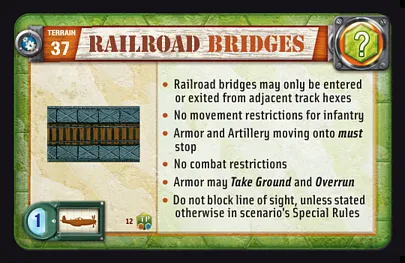 TERRAIN
37
RAILROAD BRIDGES
?
• Railroad bridges may only be entered
or exited from adjacent track hexes
• No movement restrictions for infantry
• Armor and Artillery moving onto must
stop
• No combat restrictions
• Armor may Take Ground and Overrun
• Do not block line of sight, unless stated
otherwise in scenario's Special Rules
1
12